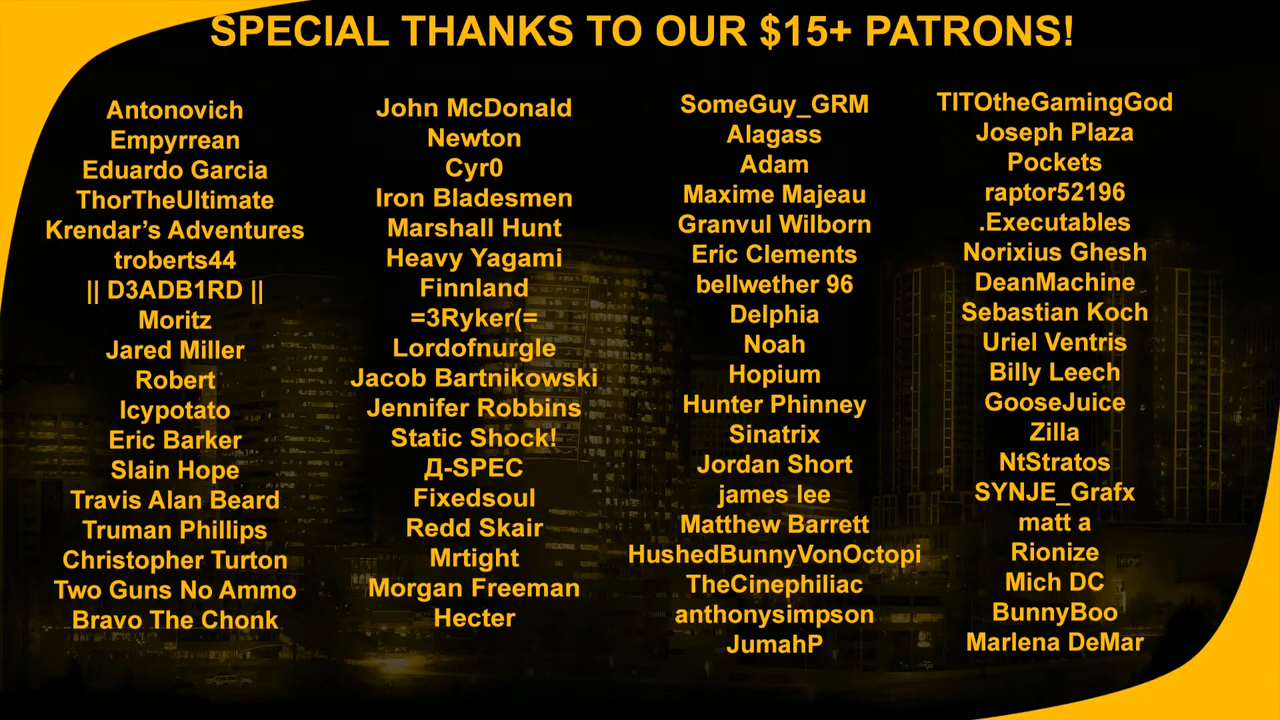 SPECIAL THANKS TO OUR $15+ PATRONS!
Antonovich
Empyrrean
Eduardo Garcia
ThorTheUltimate
Krendar’s Adventures
troberts44
|| D3ADB1RD ||
Moritz
Jared Miller
Robert
Icypotato
Eric Barker
Slain Hope
Travis Alan Beard
Truman Phillips
Christopher Turton
Two Guns No Ammo
Bravo The Chonk
John McDonald
Newton
Cyr0
Iron Bladesmen
Marshall Hunt
Heavy Yagami
Finnland
=3Ryker(=
Lordofnurgle
Jacob Bartnikowski
Jennifer Robbins
Static Shock!
Д-SPEC
Fixedsoul
Redd Skair
Mrtight
Morgan Freeman
Hecter
SomeGuy_GRM
Alagass
Adam
Maxime Majeau
Granvul Wilborn
Eric Clements
bellwether 96
Delphia
Noah
Hopium
Hunter Phinney
Sinatrix
Jordan Short
james lee
Matthew Barrett
HushedBunnyVonOctopi
TheCinephiliac
anthonysimpson
JumahP
TITOtheGamingGod
Joseph Plaza
Pockets
raptor52196
.Executables
Norixius Ghesh
DeanMachine
Sebastian Koch
Uriel Ventris
Billy Leech
GooseJuice
Zilla
NtStratos
SYNJE_Grafx
matt a
Rionize
Mich DC
BunnyBoo
Marlena DeMar